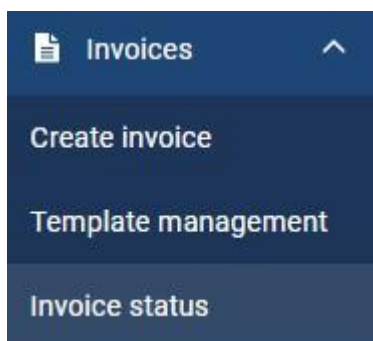 Invoices
Create invoice
Template management
Invoice status